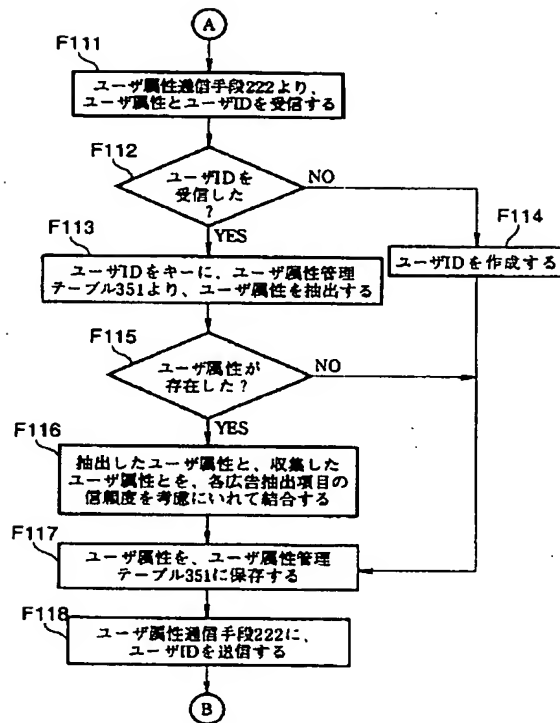 A
F111
ユーザ属性通信手段222より、
ユーザ属性とユーザIDを受信する
F112
ユーザIDを
受信した
?
NO
YES
F113
F114
ユーザIDをキーに、ユーザ属性管理
テーブル351より、ユーザ属性を抽出する
ユーザIDを作成する
F115
ユーザ属性が
存在した?
NO
YES
F116
抽出したユーザ属性と、収集した
ユーザ属性とを、各広告抽出項目の
信頼度を考慮にいれて結合する
F117
ユーザ属性を、ユーザ属性管理
テーブル351に保存する
F118
ユーザ属性通信手段222に、
ユーザIDを送信する
B